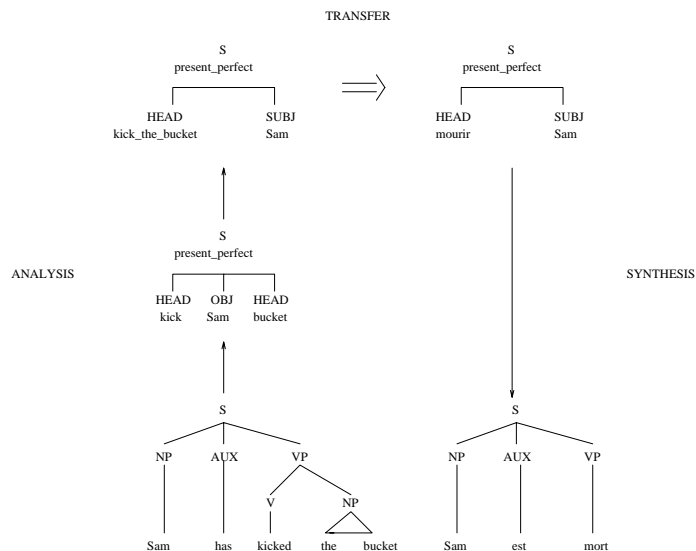 TRANSFER
S
present_perfect
HEAD SUBJ
kick_the_bucket Sam
S
present_perfect
HEAD SUBJ
mourir Sam
ANALYSIS
S
present_perfect
HEAD OBJ HEAD
kick Sam bucket
SYNTHESIS
S
NP AUX VP
V NP
Sam has kicked the bucket
S
NP AUX VP
Sam est mort